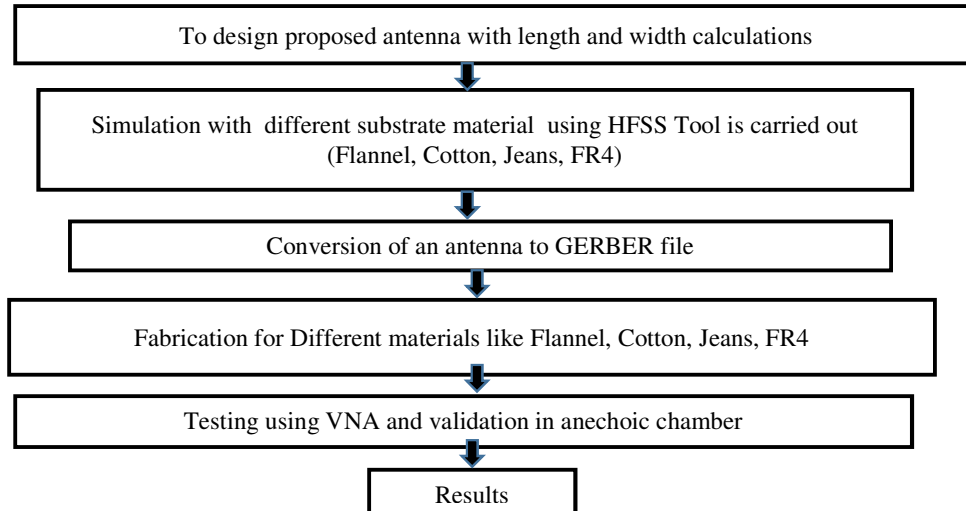 To design proposed antenna with length and width calculations
Simulation with different substrate material using HFSS Tool is carried out
(Flannel, Cotton, Jeans, FR4)
Conversion of an antenna to GERBER file
Fabrication for Different materials like Flannel, Cotton, Jeans, FR4
Testing using VNA and validation in anechoic chamber
Results